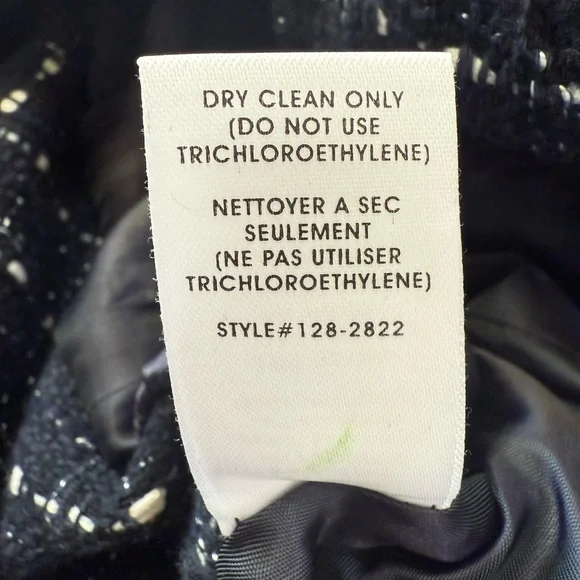 DRY CLEAN ONLY
(DO NOT USE
TRICHLOROETHYLENE)
NETTOYER A SEC
SEULEMENT
(NE PAS UTILISER
TRICHLOROETHYLENE)
STYLE#128-2822